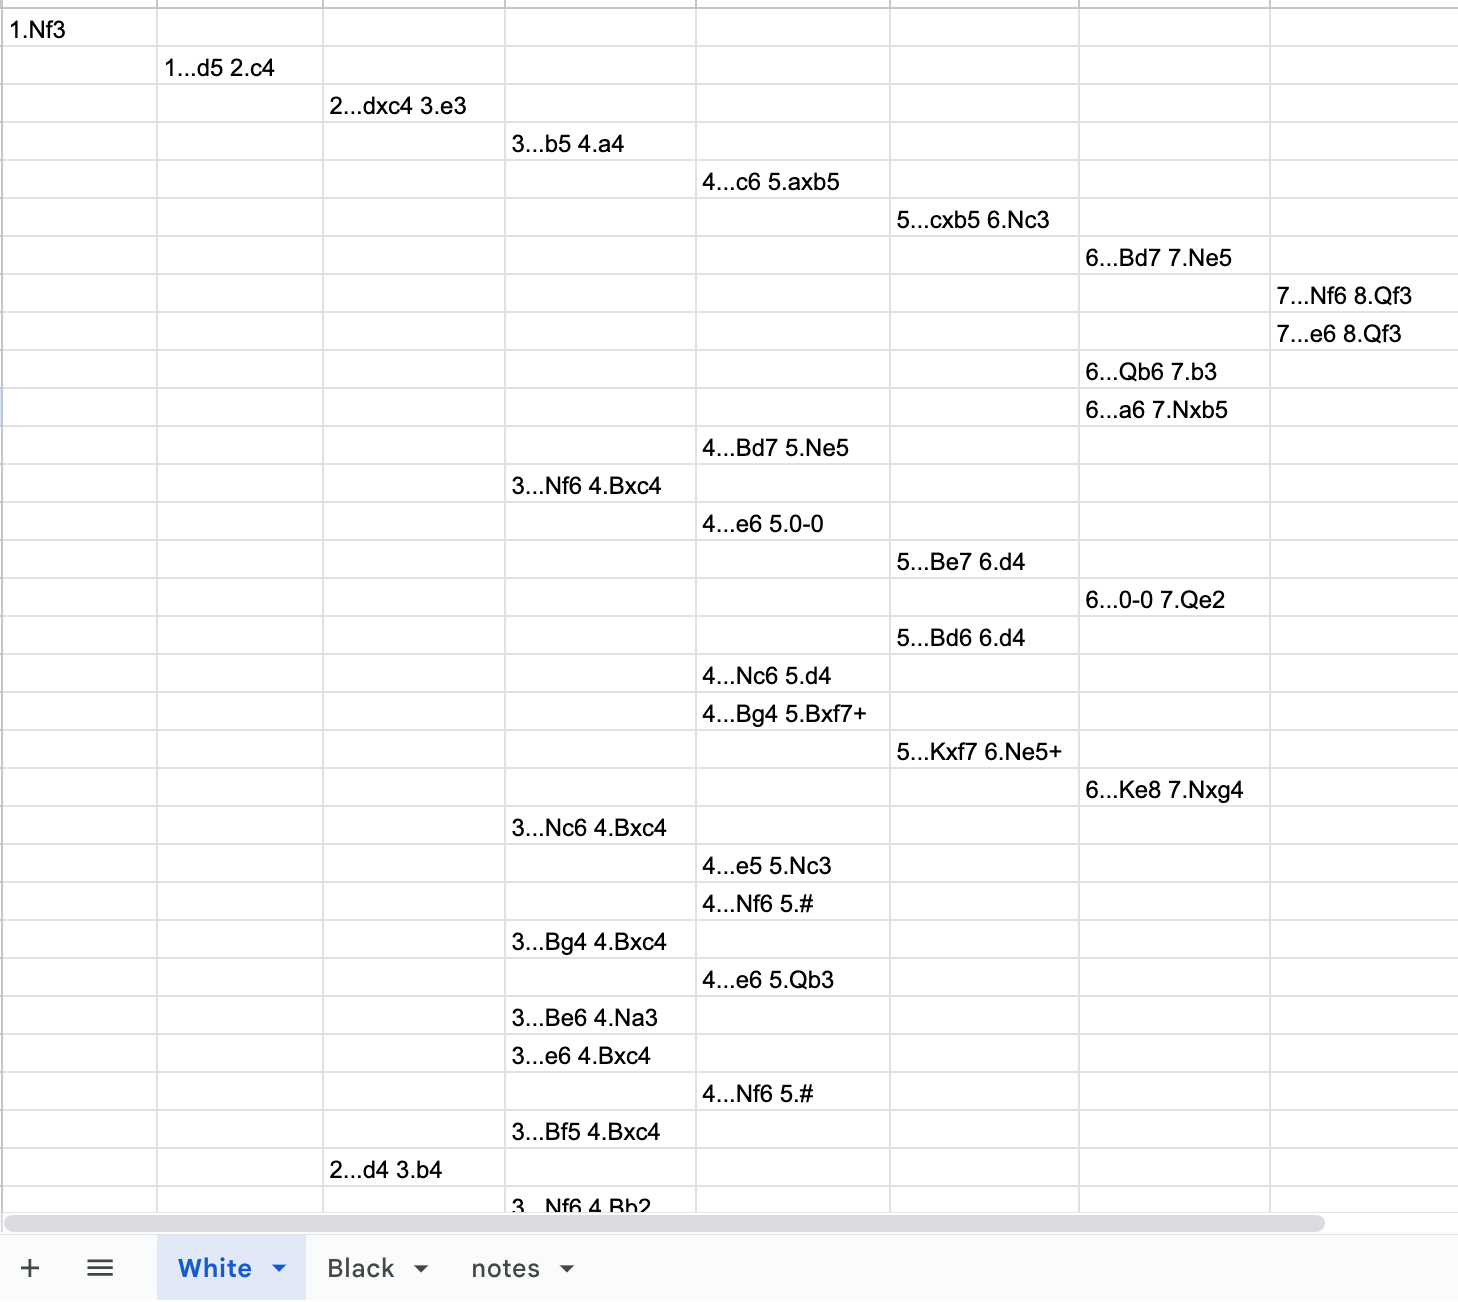 1.Nf3
1...d5 2.c4
2...dxc4 3.e3
3...b5 4.a4
4...c6 5.axb5
5...cxb5 6.Nc3
6...Bd7 7.Ne5
7...Nf6 8.Qf3
7...e6 8.Qf3
6...Qb6 7.b3
6...a6 7.Nxb5
4...Bd7 5.Ne5
3...Nf6 4.Bxc4
4...e6 5.0-0
5...Be7 6.d4
6...0-0 7.Qe2
5...Bd6 6.d4
4...Nc6 5.d4
4...Bg4 5.Bxf7+
5...Kxf7 6.Ne5+
6...Ke8 7.Nxg4
3...Nc6 4.Bxc4
4...e5 5.Nc3
4...Nf6 5.#
3...Bg4 4.Bxc4
4...e6 5.Qb3
3...Be6 4.Na3
3...e6 4.Bxc4
4...Nf6 5.#
3...Bf5 4.Bxc4
2...d4 3.b4
3...Nf6 4.Bb2
White Black notes